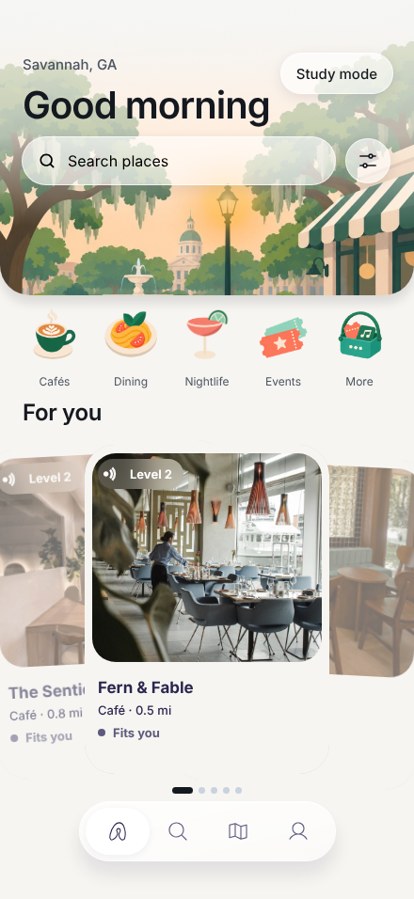 Savannah, GA
Study mode
Good morning
Search places
Cafés
Dining
Nightlife
Events
More
For you
Level 2
Level 2
The Senti
Café · 0.8 mi
Fits you
Fern & Fable
Café · 0.5 mi
Fits you